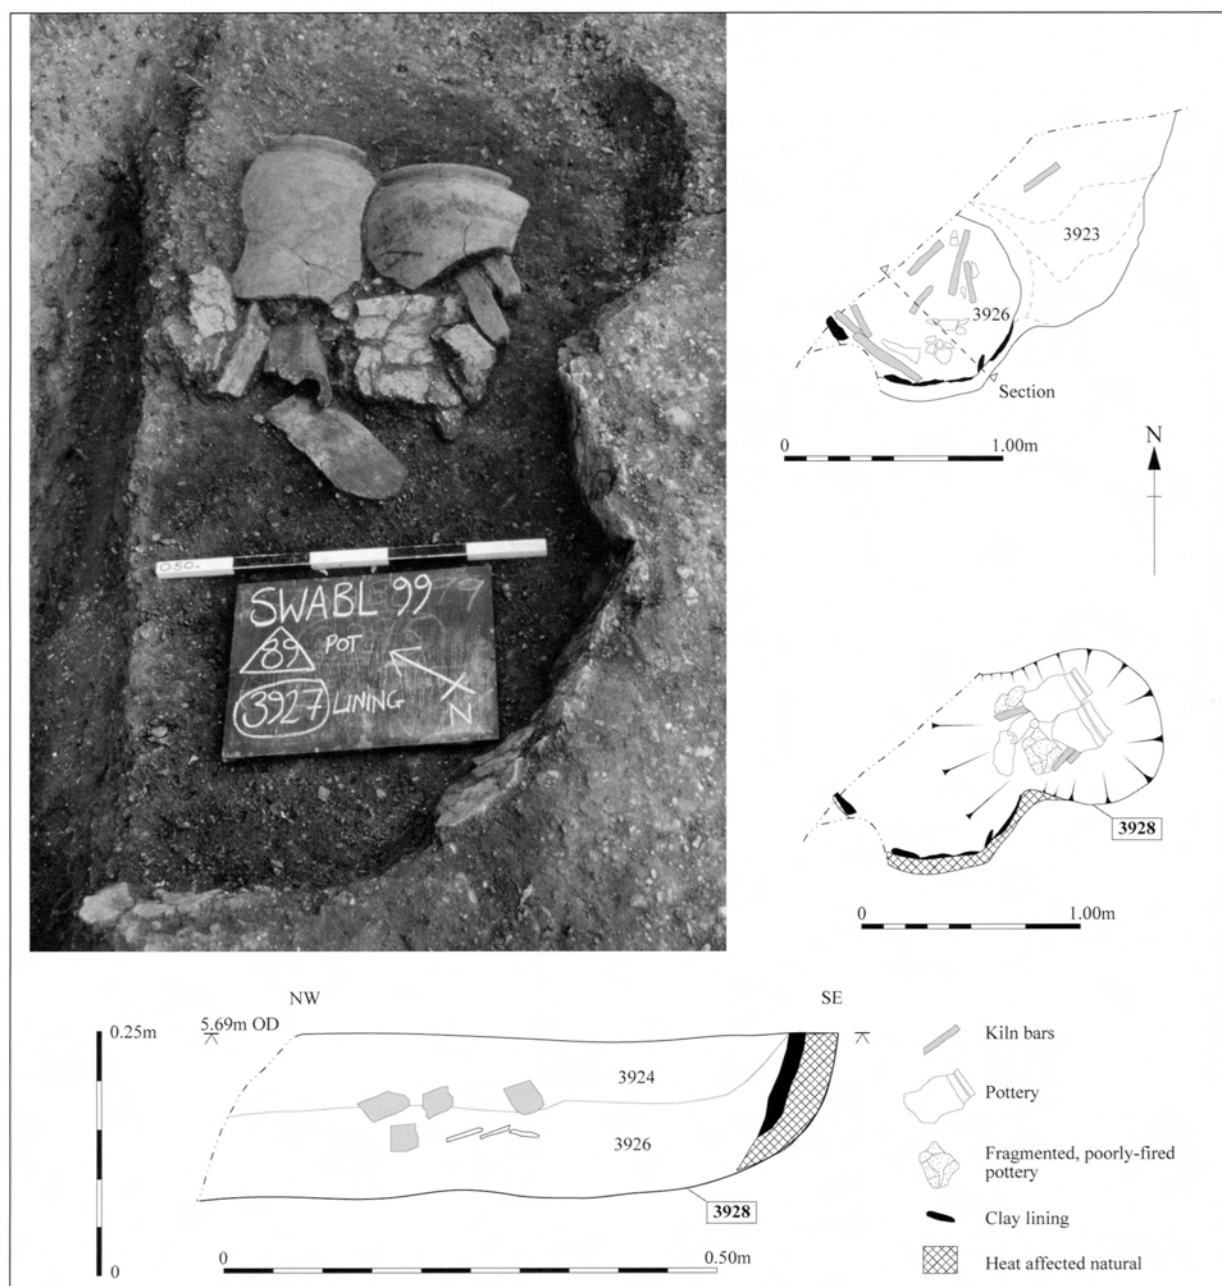 0·50m
SWABL 99
89 POT
3927 LINING
N
3923
3926
Section
0 1.00m
N
3928
0 1.00m
NW SE
0.25m 5.69m OD
3924
3926
3928
0
0 0.50m
Kiln bars
Pottery
Fragmented, poorly-fired
pottery
Clay lining
Heat affected natural